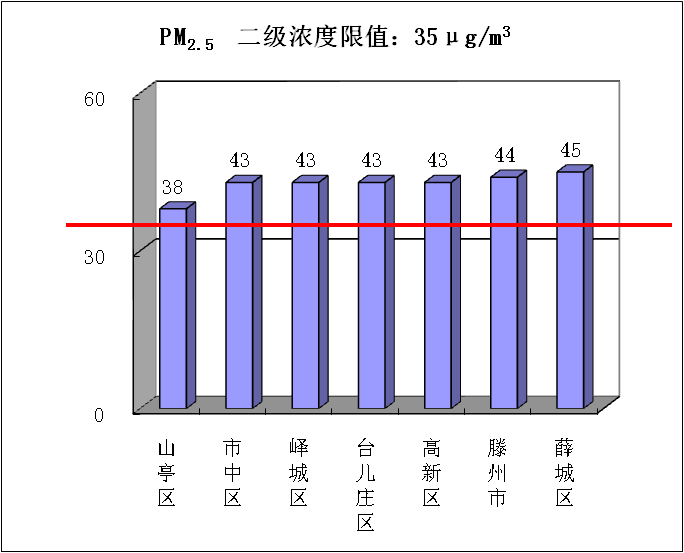 PM2.5 二级浓度限值：35μg/m³
60
30
0
38
43
43
43
43
44
45
山亭区
市中区
峄城区
台儿庄区
高新区
滕州市
薛城区